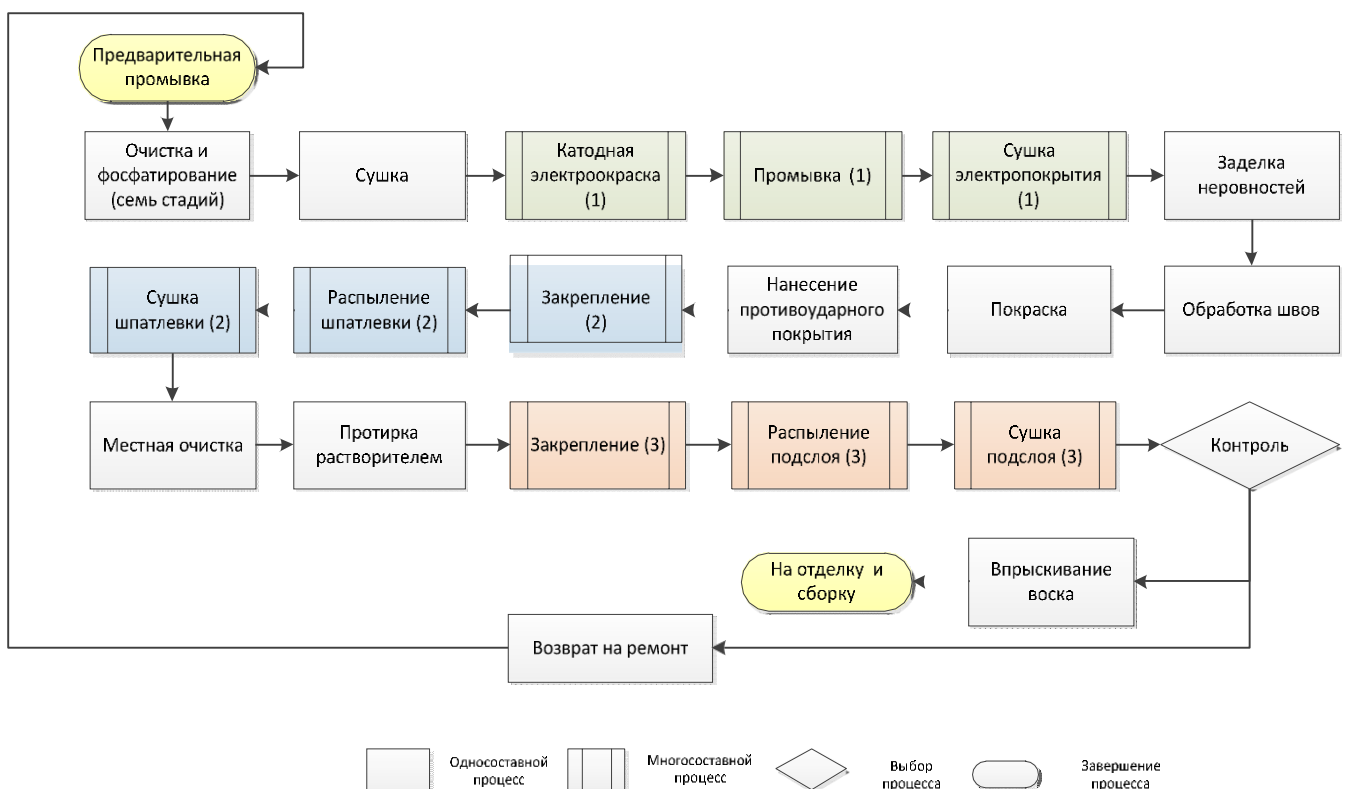 Предварительная
промывка
Очистка и
фосфатирование
(семь стадий)
Сушка
Катодная
электроокраска
(1)
Промывка (1)
Сушка
электропокрытия
(1)
Заделка
неровностей
Сушка
шпатлевки (2)
Распыление
шпатлевки (2)
Закрепление
(2)
Нанесение
противоударного
покрытия
Покраска
Обработка швов
Местная очистка
Протирка
растворителем
Закрепление (3)
Распыление
подслоя (3)
Сушка
подслоя (3)
Контроль
На отделку и
сборку
Впрыскивание
воска
Возврат на ремонт
Односоставной
процесс
Многосоставной
процесс
Выбор
процесса
Завершение
процесса